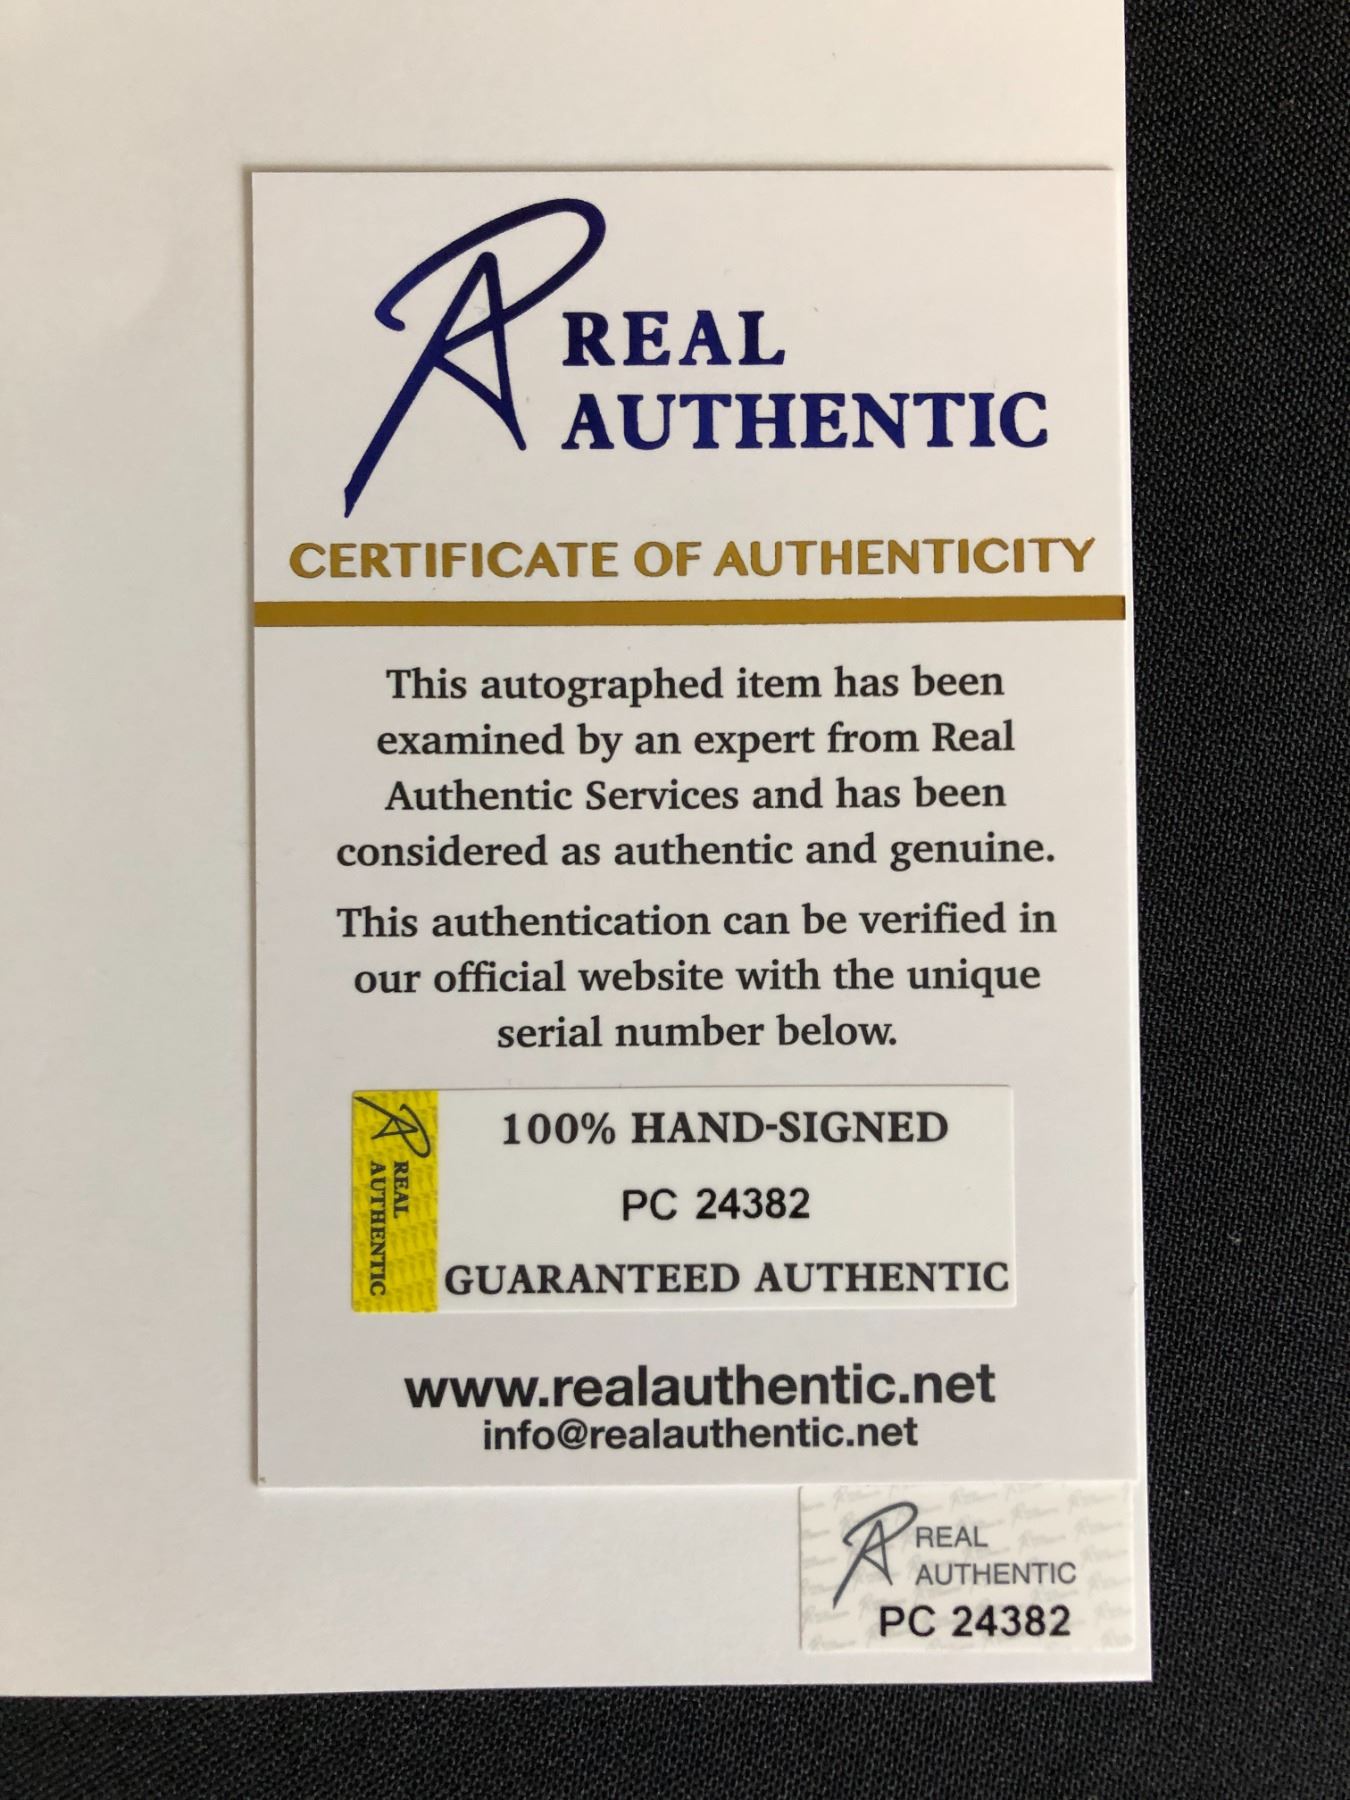 REAL
AUTHENTIC
CERTIFICATE OF AUTHENTICITY
This autographed item has been
examined by an expert from Real
Authentic Services and has been
considered as authentic and genuine.
This authentication can be verified in
our official website with the unique
serial number below.
REAL
AUTHENTIC
100% HAND-SIGNED
PC 24382
GUARANTEED AUTHENTIC
www.realauthentic.net
info@realauthentic.net
REAL
AUTHENTIC
PC 24382